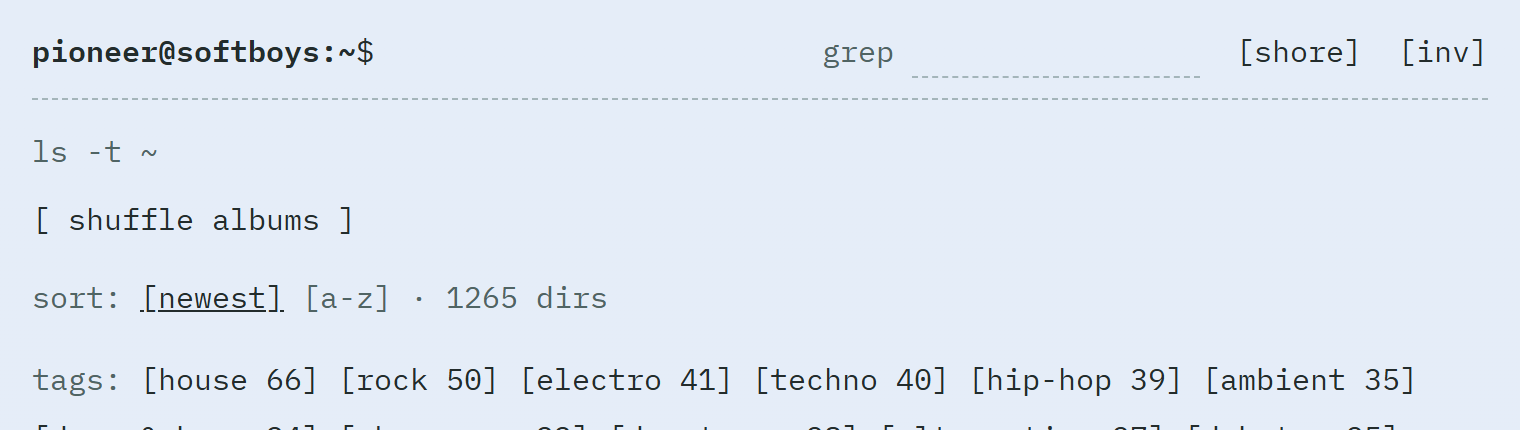 pioneer@softboys:~$ grep [shore] [inv]
ls -t ~
[ shuffle albums ]
sort: [newest] [a-z] · 1265 dirs
tags: [house 66] [rock 50] [electro 41] [techno 40] [hip-hop 39] [ambient 35]